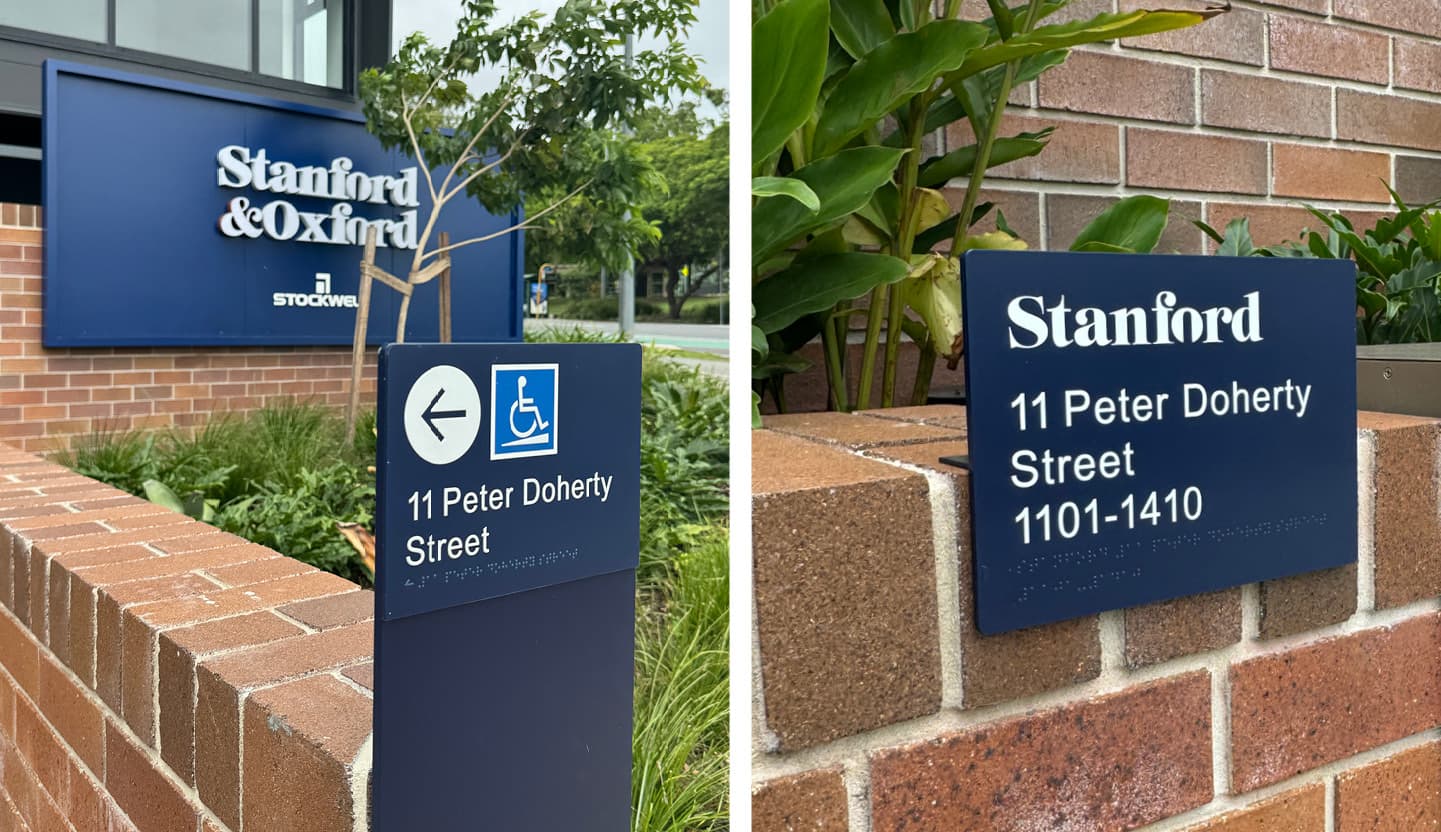 Stanford
&Oxford
STOCKWELL
11 Peter Doherty
Street
Stanford
11 Peter Doherty
Street
1101-1410